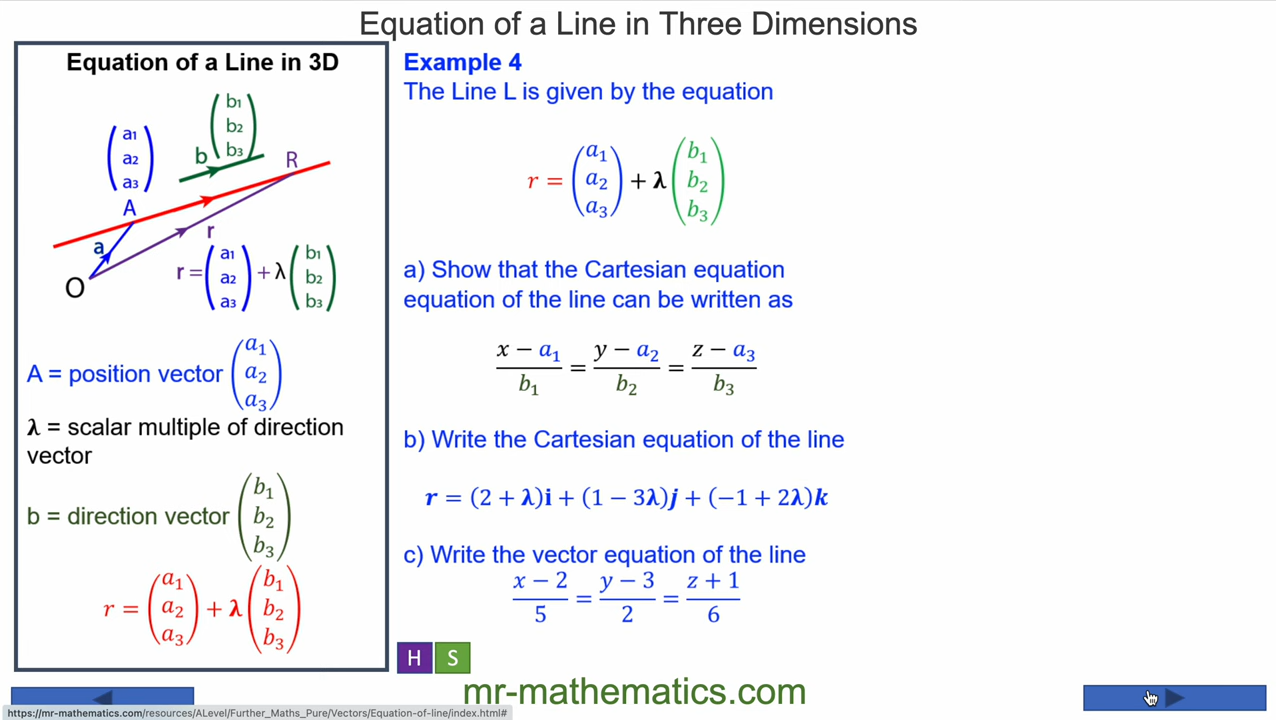 Equation of a Line in Three Dimensions
Equation of a Line in 3D
b₁
b₂
b₃
a₁
a₂
a₃
b
R
A
a
r
O
r = (a₁ a₂ a₃) + λ (b₁ b₂ b₃)
A = position vector (a₁ a₂ a₃)
λ = scalar multiple of direction
vector
b = direction vector (b₁ b₂ b₃)
r = (a₁ a₂ a₃) + λ (b₁ b₂ b₃)
Example 4
The Line L is given by the equation
r = (a₁ a₂ a₃) + λ (b₁ b₂ b₃)
a) Show that the Cartesian equation
equation of the line can be written as
x − a₁ / b₁ = y − a₂ / b₂ = z − a₃ / b₃
b) Write the Cartesian equation of the line
r = (2 + λ)i + (1 − 3λ)j + (−1 + 2λ)k
c) Write the vector equation of the line
x − 2 / 5 = y − 3 / 2 = z + 1 / 6
H S
mr-mathematics.com
https://mr-mathematics.com/resources/ALevel/Further_Maths_Pure/Vectors/Equation-of-line/index.html#